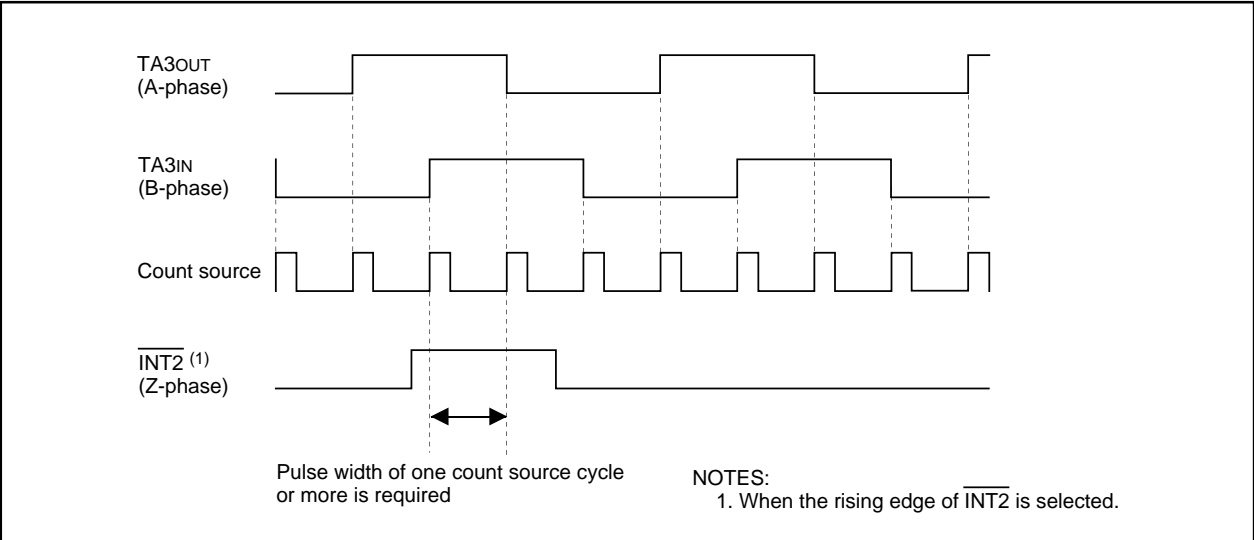 TA3OUT
(A-phase)
TA3IN
(B-phase)
Count source
INT2 (1)
(Z-phase)
Pulse width of one count source cycle
or more is required
NOTES:
1. When the rising edge of INT2 is selected.